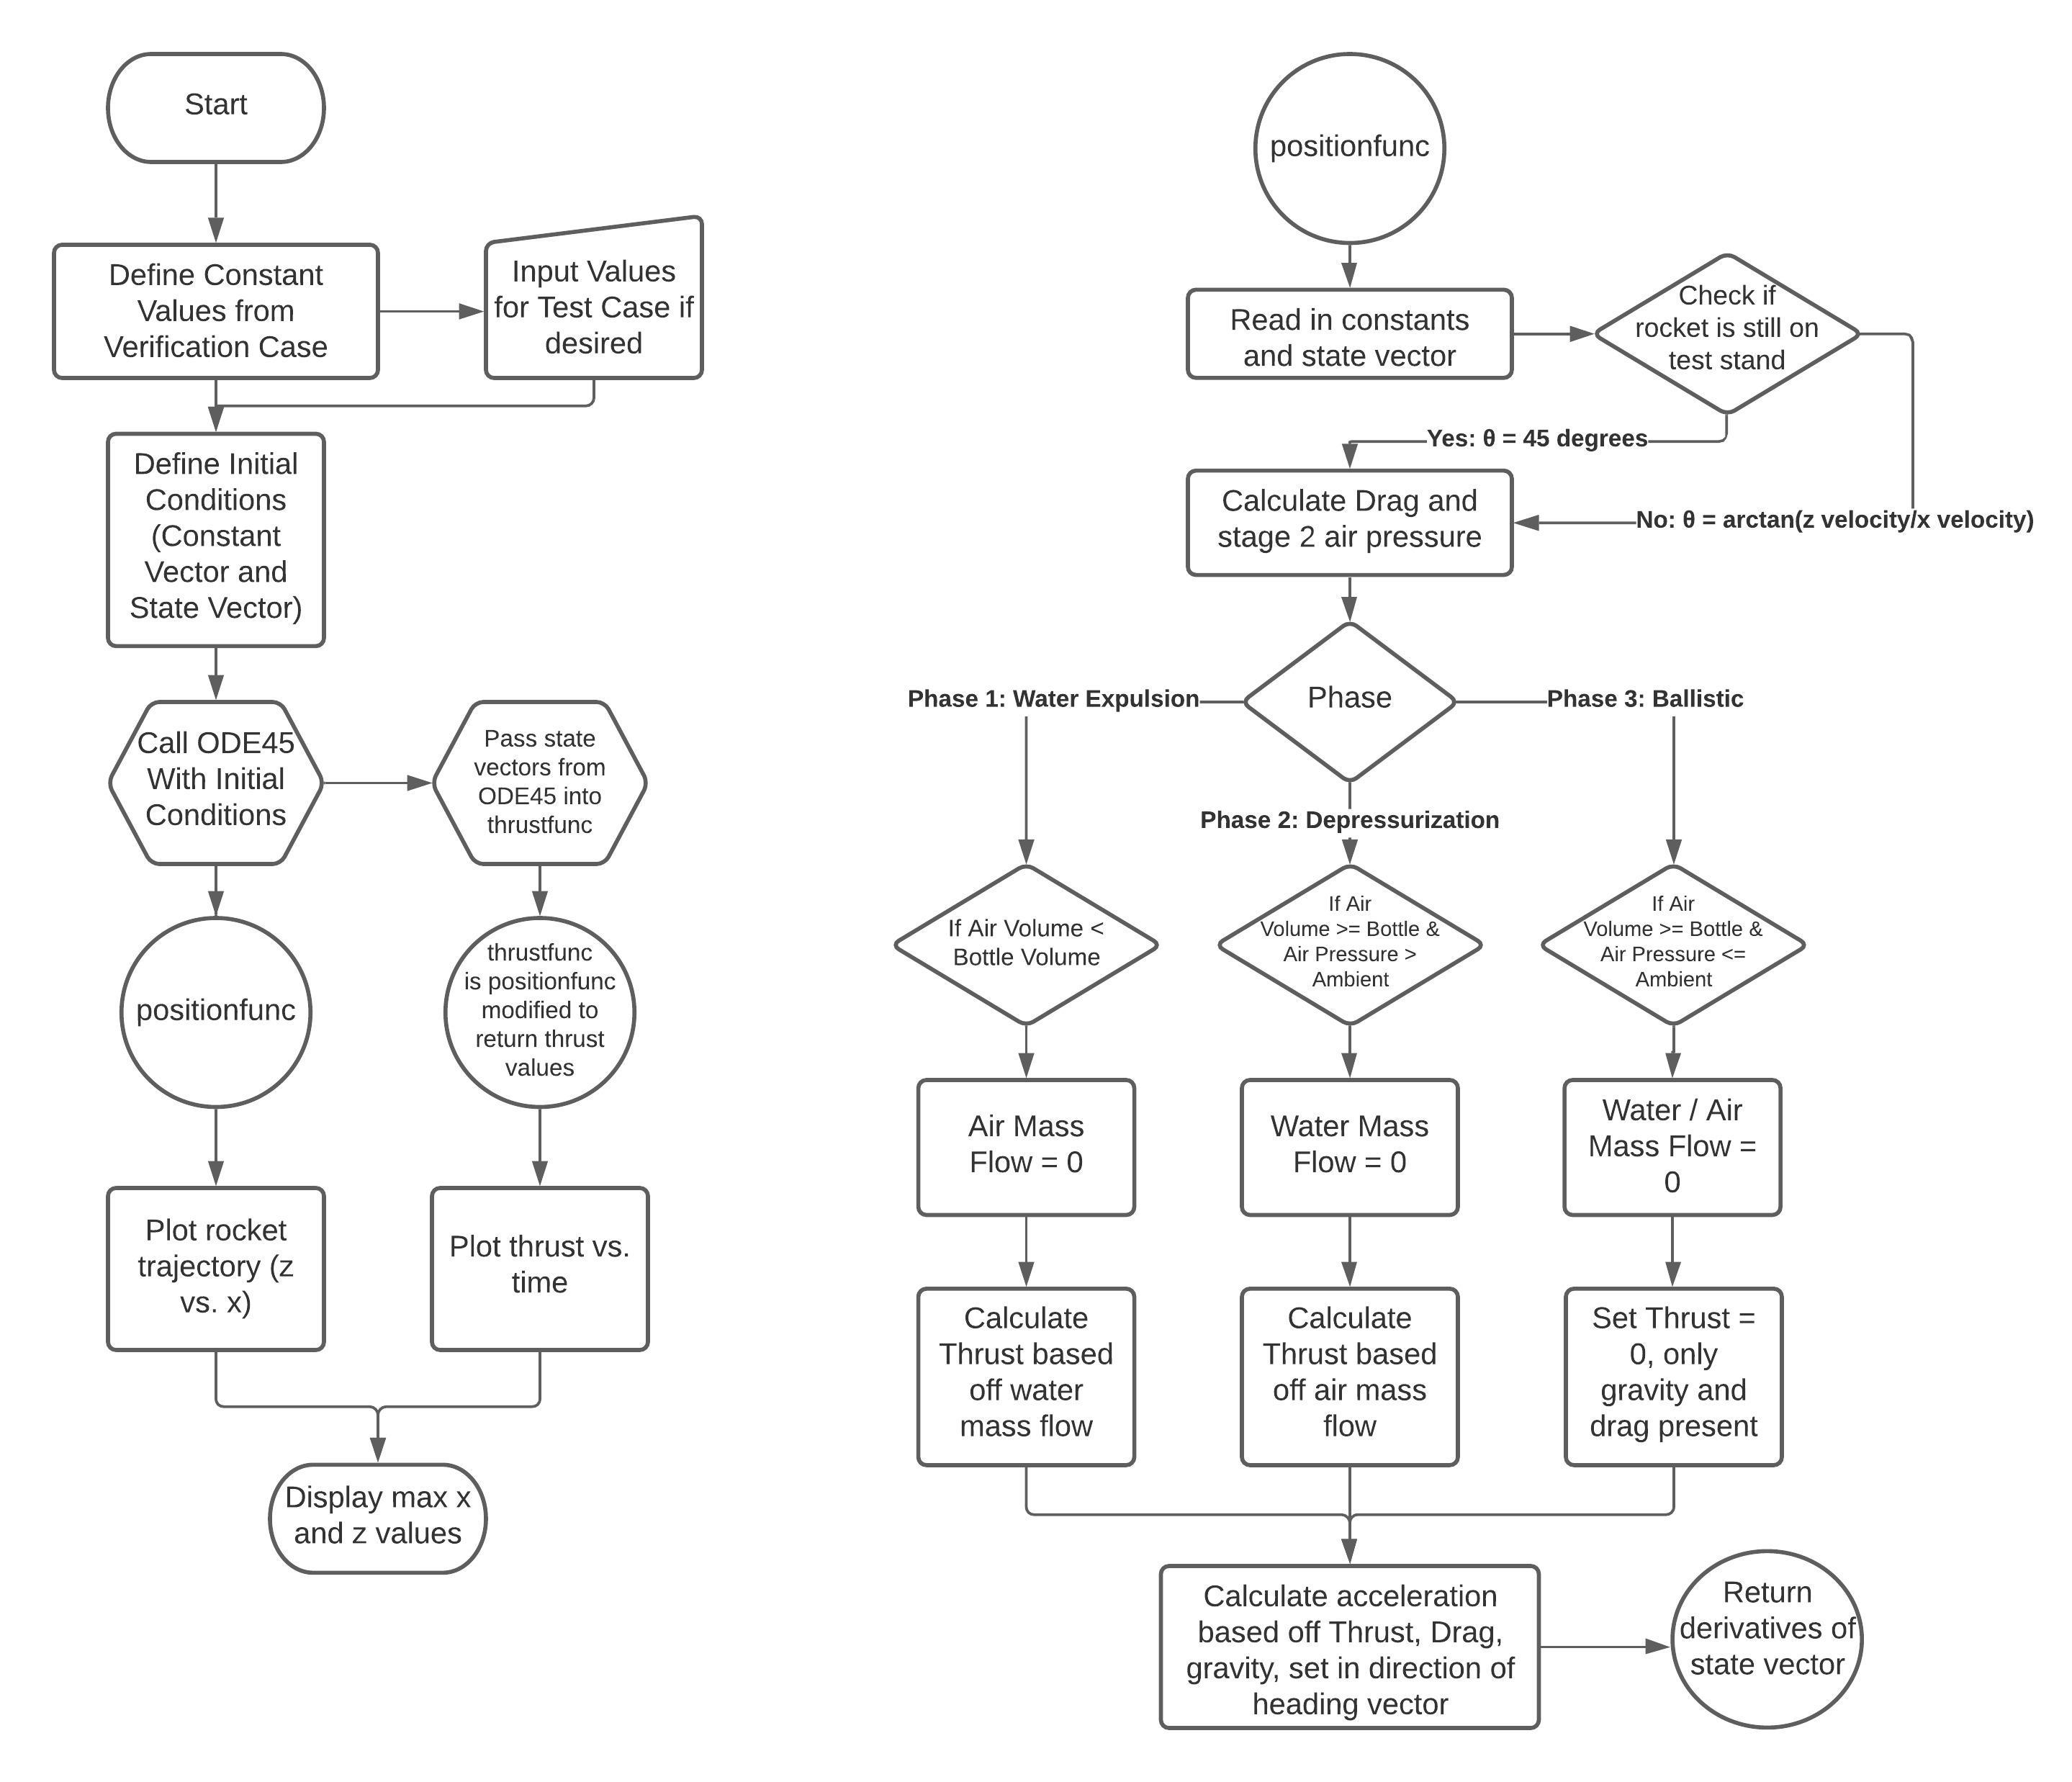 Start
Define Constant
Values from
Verification Case
Input Values
for Test Case if
desired
Define Initial
Conditions
(Constant
Vector and
State Vector)
Call ODE45
With Initial
Conditions
Pass state
vectors from
ODE45 into
thrustfunc
positionfunc
thrustfunc
is positionfunc
modified to
return thrust
values
Plot rocket
trajectory (z
vs. x)
Plot thrust vs.
time
Display max x
and z values
positionfunc
Read in constants
and state vector
Check if
rocket is still on
test stand
Yes: θ = 45 degrees
No: θ = arctan(z velocity/x velocity)
Calculate Drag and
stage 2 air pressure
Phase
Phase 1: Water Expulsion
Phase 2: Depressurization
Phase 3: Ballistic
If Air Volume <
Bottle Volume
If Air
Volume >= Bottle &
Air Pressure >
Ambient
If Air
Volume >= Bottle &
Air Pressure <=
Ambient
Air Mass
Flow = 0
Water Mass
Flow = 0
Water / Air
Mass Flow =
0
Calculate
Thrust based
off water
mass flow
Calculate
Thrust based
off air mass
flow
Set Thrust =
0, only
gravity and
drag present
Calculate acceleration
based off Thrust, Drag,
gravity, set in direction of
heading vector
Return
derivatives of
state vector